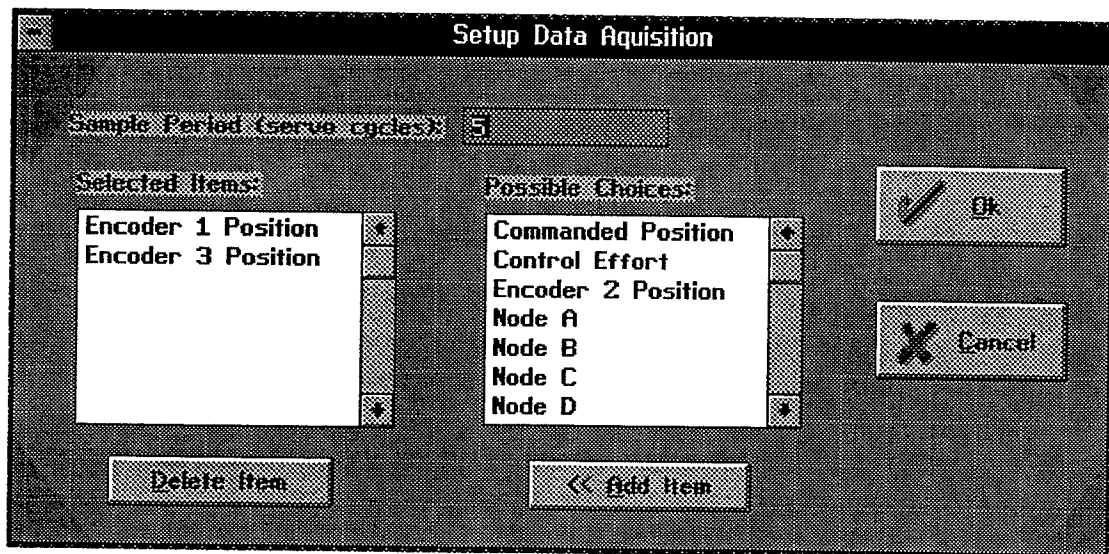 Setup Data Aquisition
Sample Period (servo cycles): 5
Selected Items:
Encoder 1 Position
Encoder 3 Position
Possible Choices:
Commanded Position
Control Effort
Encoder 2 Position
Node A
Node B
Node C
Node D
Ok
Cancel
Delete Item
<< Add Item